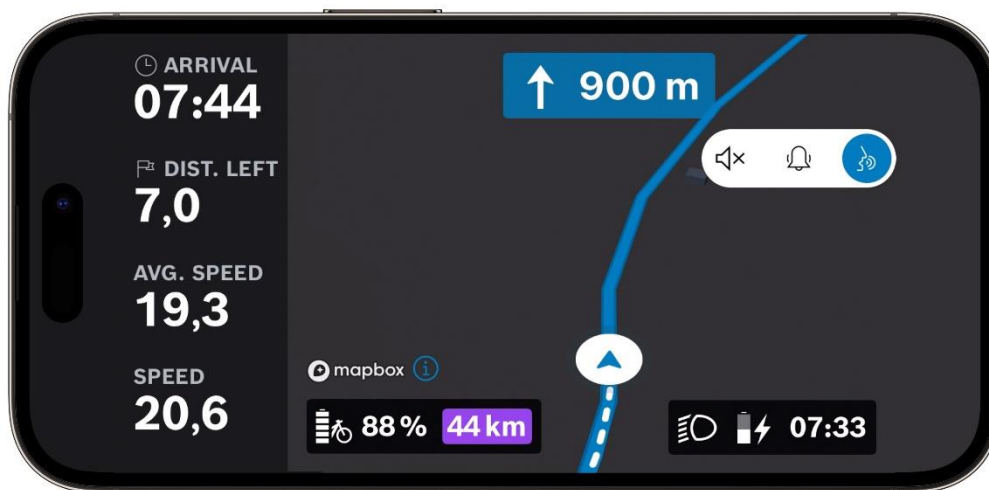 ARRIVAL
07:44
DIST. LEFT
7,0
AVG. SPEED
19,3
SPEED
20,6
900 m
mapbox i
88 % 44 km
07:33